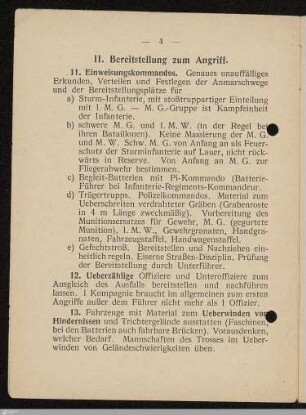 — 4 —
II. Bereitstellung zum Angriff.
11. Einweisungskommandos. Genaues unauffälliges
Erkunden, Verteilen und Festlegen der Anmarschwege
und der Bereitstellungsplätze für
a) Sturm-Infanterie, mit stoßtruppartiger Einteilung
mit l. M. G. — M. G.-Gruppe ist Kampfeinheit
der Infanterie.
b) schwere M. G. und l. M. W. (in der Regel bei
ihren Bataillonen). Keine Massierung der M. G.
und M. W. Schw. M. G. von Anfang an als Feuer-
schutz der Sturminfanterie auf Lauer, nicht rück-
wärts in Reserve. Von Anfang an M. G. zur
Fliegerabwehr bestimmen.
c) Begleit-Batterien mit Pi-Kommando (Batterie-
Führer bei Infanterie-Regiments-Kommandeur.
d) Trägertrupps, Polizeikommandos, Material zum
Ueberschreiten verdrahteter Gräben (Grabenroste
in 4 m Länge zweckmäßig). Vorbereitung des
Munitionsersatzes für Gewehr, M. G. (gegurtete
Munition), l. M. W., Gewehrgranaten, Handgra-
naten, Fahrzeugstaffel, Handwagenstaffel.
e) Gefechtstroß, Bereitstellen und Nachziehen ein-
heitlich regeln. Eiserne Straßen-Disziplin, Prüfung
der Bereitstellung durch Unterführer.
12. Ueberzählige Offiziere und Unteroffiziere zum
Ausgleich des Ausfalls bereitstellen und nachführen
lassen. 1 Kompagnie braucht im allgemeinen zum ersten
Angriff außer dem Führer nicht mehr als 1 Offizier.
13. Fahrzeuge mit Material zum Ueberwinden von
Hindernissen und Trichtergelände ausstatten (Faschinen,
bei den Batterien auch fahrbare Brücken). Vorausdenken,
welcher Bedarf. Mannschaften des Trosses im Ueber-
winden von Geländeschwierigkeiten üben.